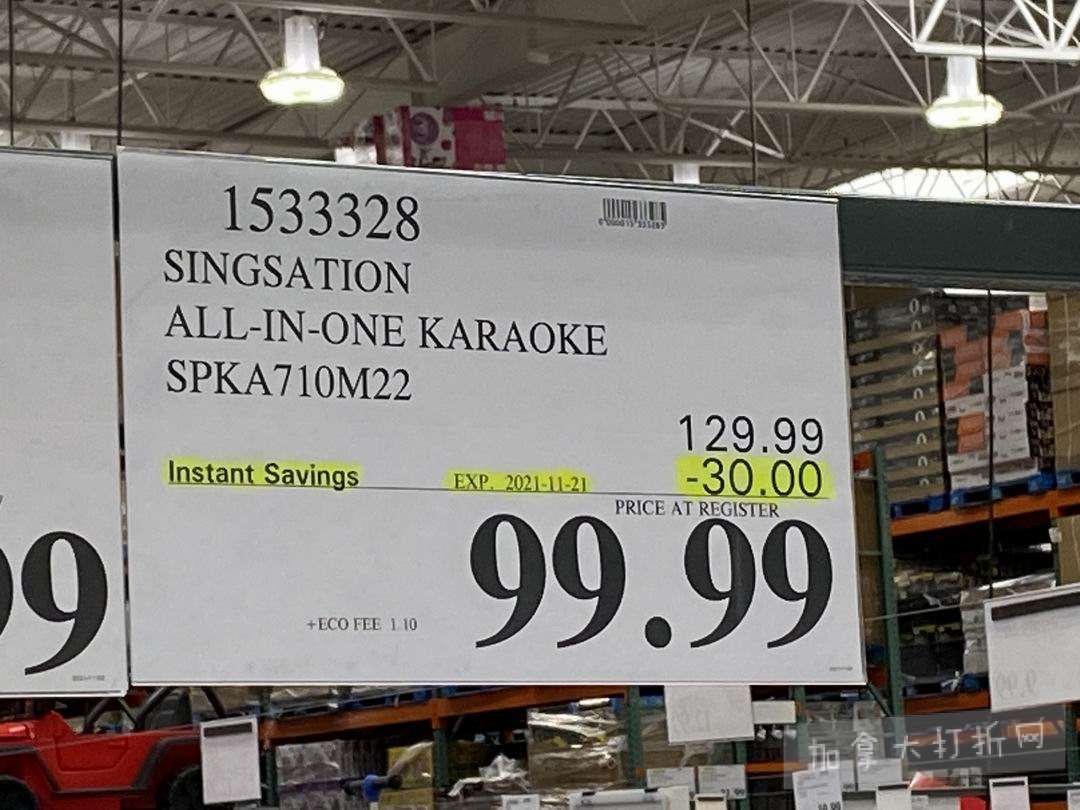 1533328
SINGSATION
ALL-IN-ONE KARAOKE
SPKA710M22
129.99
Instant Savings EXP. 2021-11-21 -30.00
PRICE AT REGISTER
99.99
+ECO FEE 1.10
9
加拿大打折网